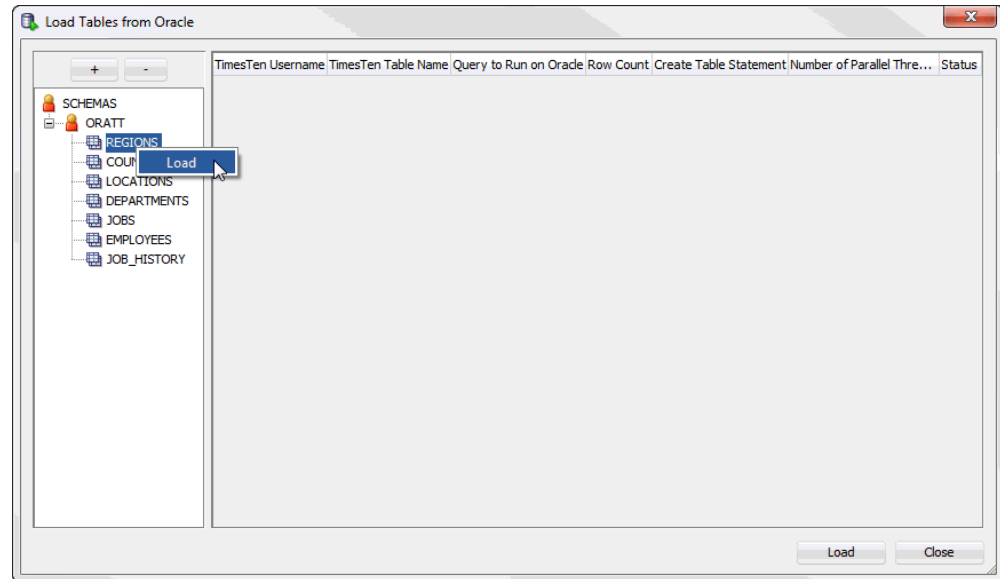 Load Tables from Oracle
x
+ -
TimesTen Username TimesTen Table Name Query to Run on Oracle Row Count Create Table Statement Number of Parallel Thre... Status
SCHEMAS
ORATT
REGIONS
COUN
Load
LOCATIONS
DEPARTMENTS
JOBS
EMPLOYEES
JOB_HISTORY
Load Close